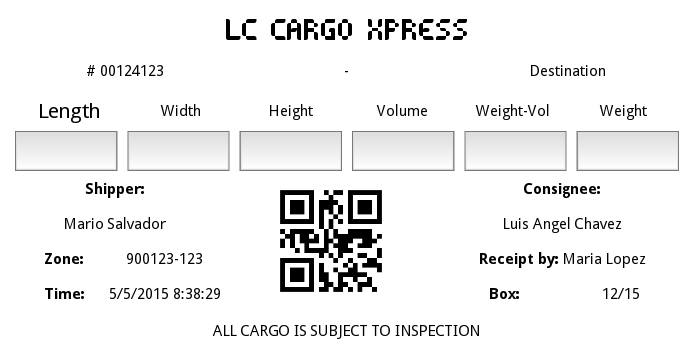 LC CARGO XPRESS
# 00124123 - Destination
Length Width Height Volume Weight-Vol Weight
Shipper: Consignee:
Mario Salvador Luis Angel Chavez
Zone: 900123-123 Receipt by: Maria Lopez
Time: 5/5/2015 8:38:29 Box: 12/15
ALL CARGO IS SUBJECT TO INSPECTION